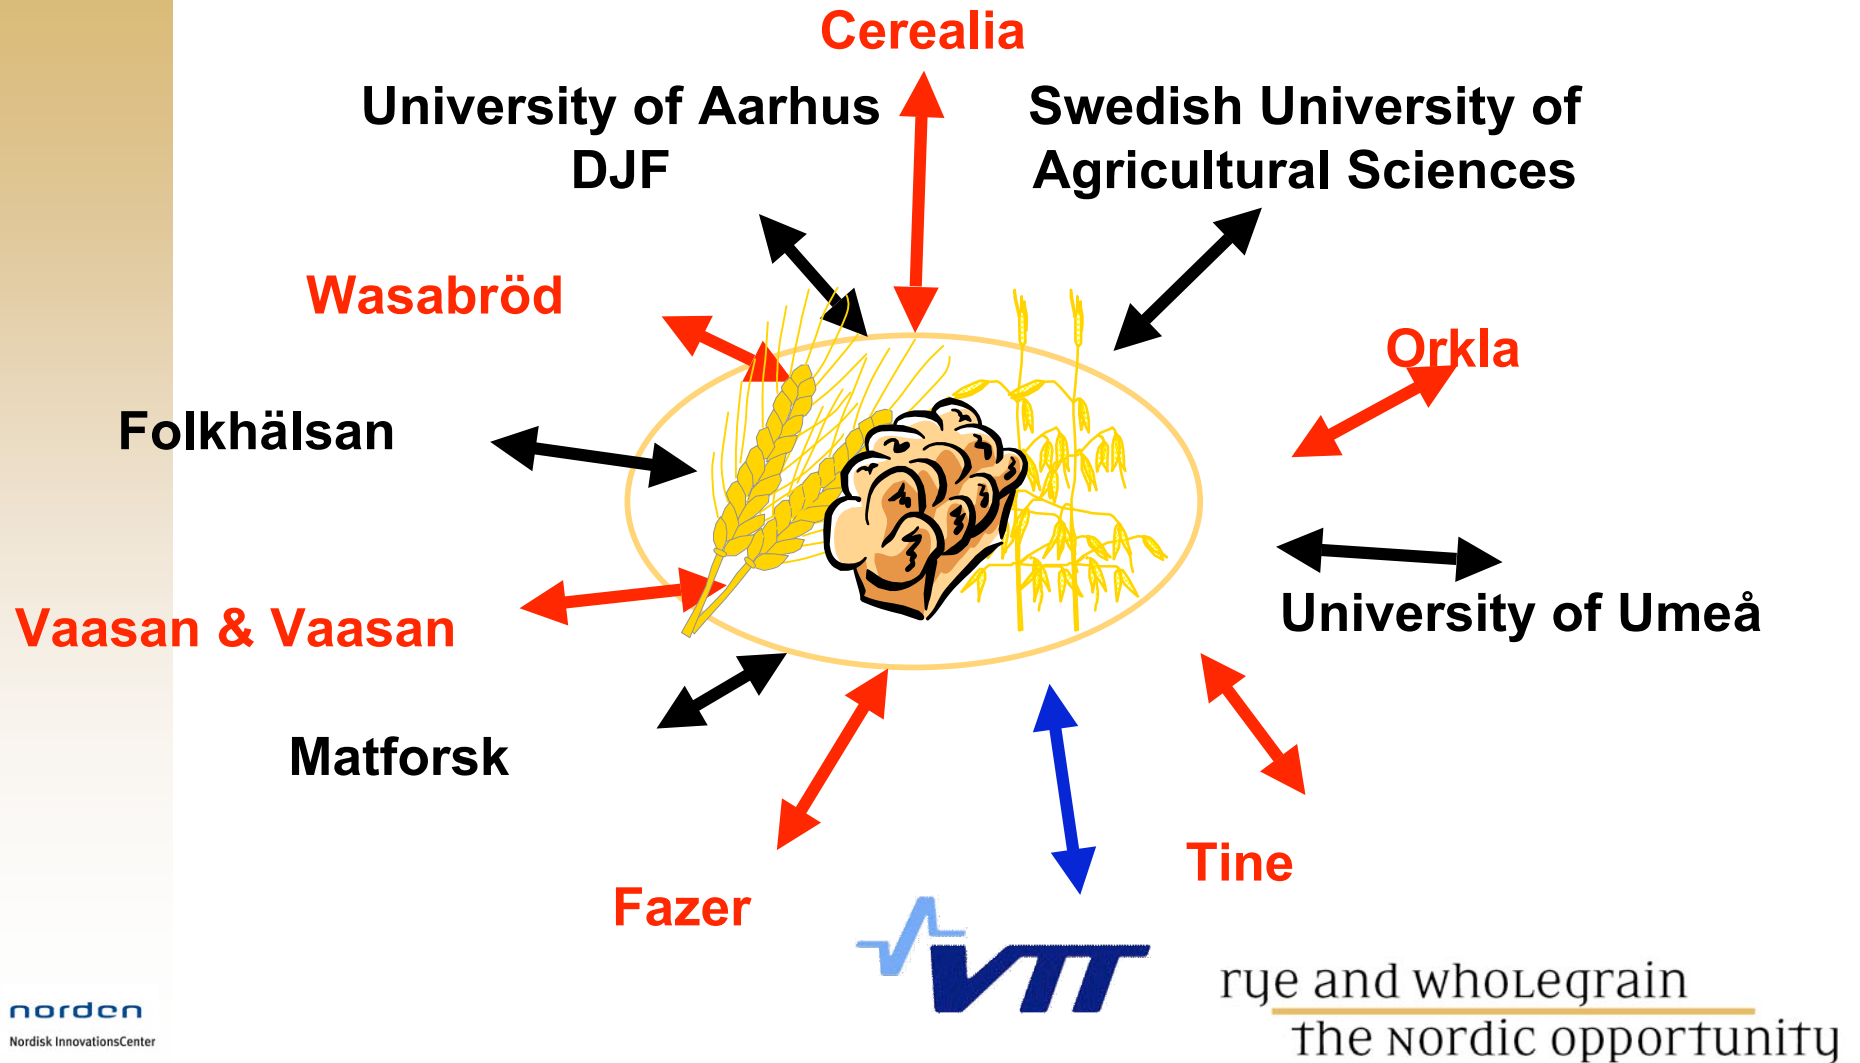 Cerealia
University of Aarhus
DJF
Swedish University of
Agricultural Sciences
Wasabröd
Orkla
Folkhälsan
University of Umeå
Vaasan & Vaasan
Matforsk
Tine
Fazer
VTT
norden
Nordisk InnovationsCenter
rye and wholegrain
the nordic opportunity